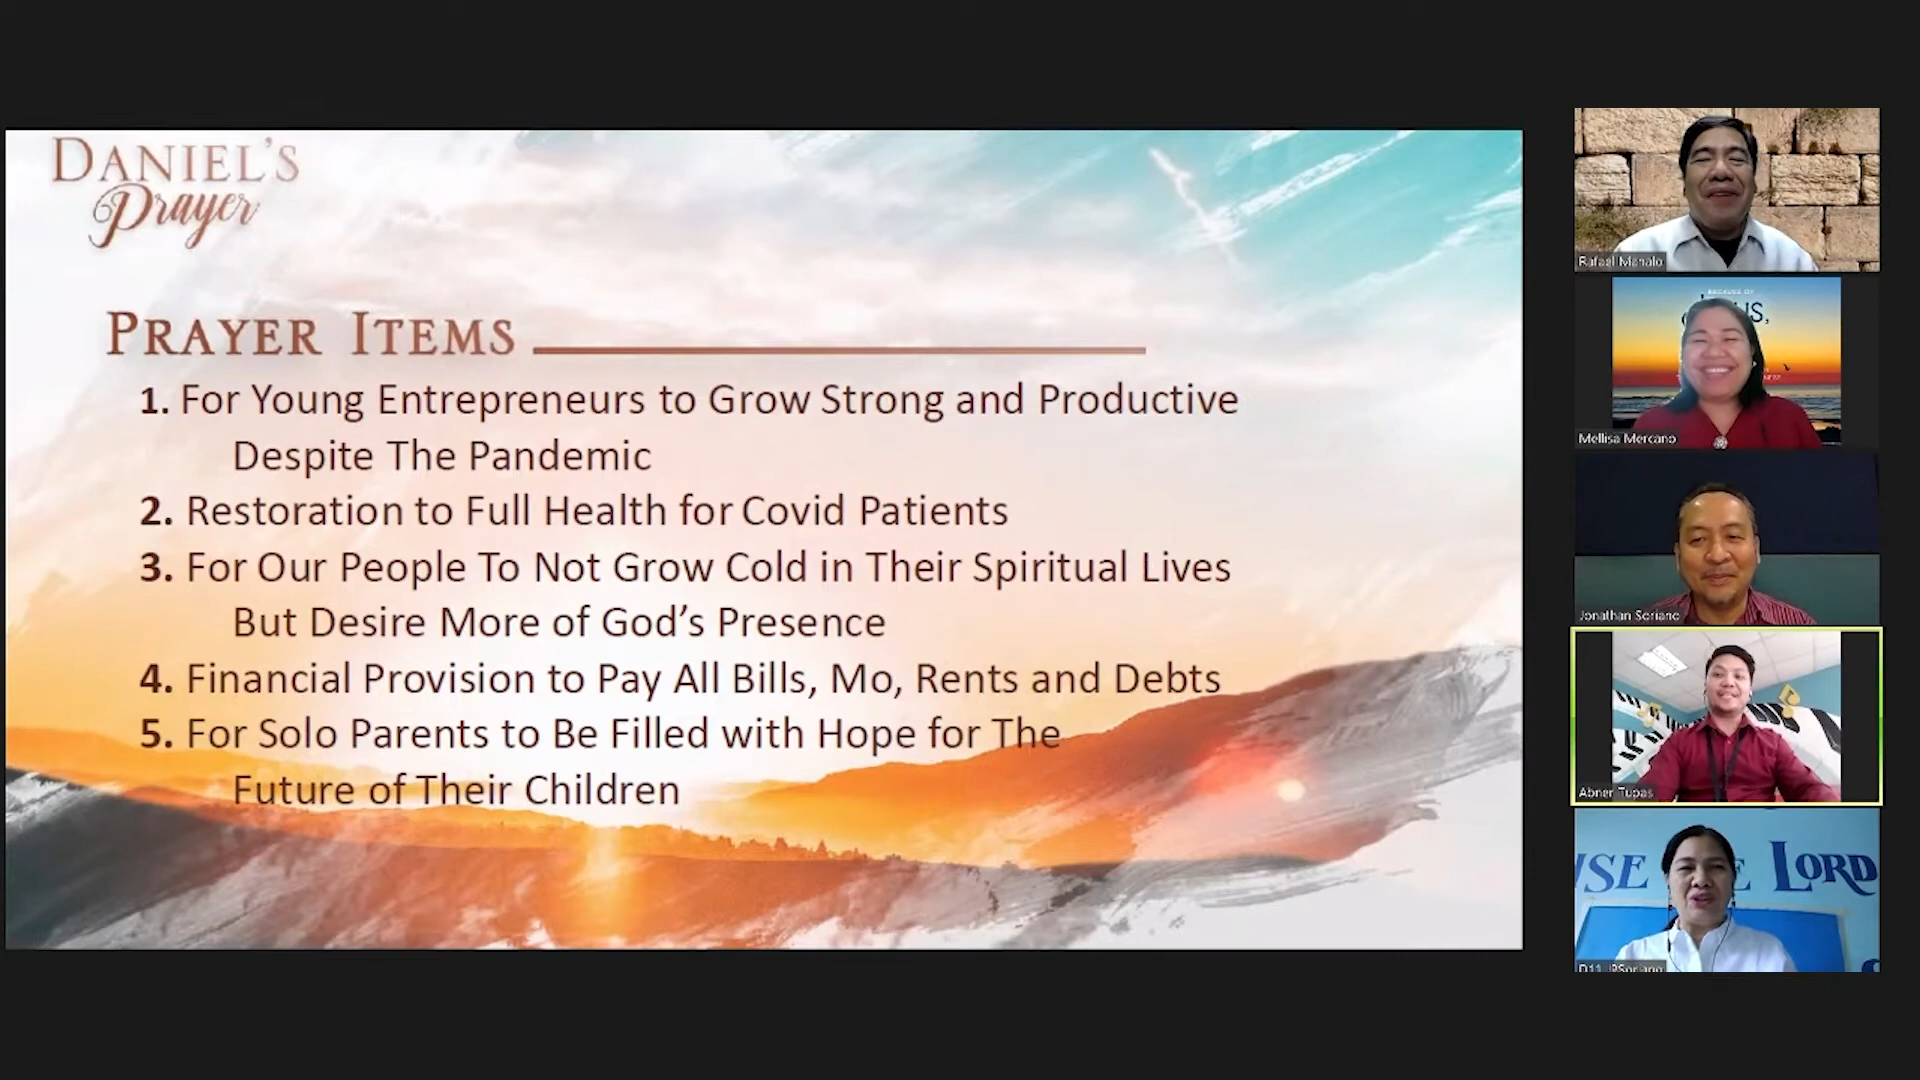 DANIEL'S
Prayer
PRAYER ITEMS
1. For Young Entrepreneurs to Grow Strong and Productive
Despite The Pandemic
2. Restoration to Full Health for Covid Patients
3. For Our People To Not Grow Cold in Their Spiritual Lives
But Desire More of God's Presence
4. Financial Provision to Pay All Bills, Mo, Rents and Debts
5. For Solo Parents to Be Filled with Hope for The
Future of Their Children
Rafael Manalo
BECAUSE OF
Mellisa Mercano
Jonathan Soriano
Abner Tupas
LORD
D11 JPSoriano